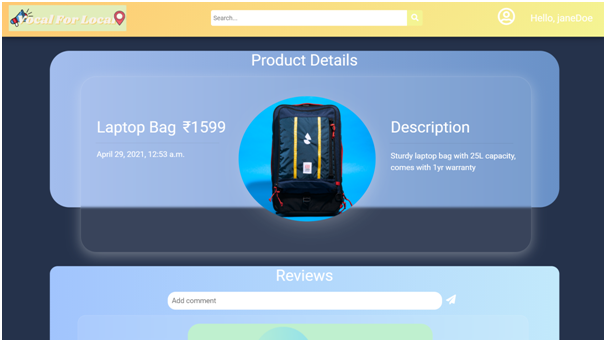 Vocal For Local
Search...
Hello, janeDoe
Product Details
Laptop Bag ₹1599
April 29, 2021, 12:53 a.m.
Description
Sturdy laptop bag with 25L capacity,
comes with 1yr warranty
Reviews
Add comment